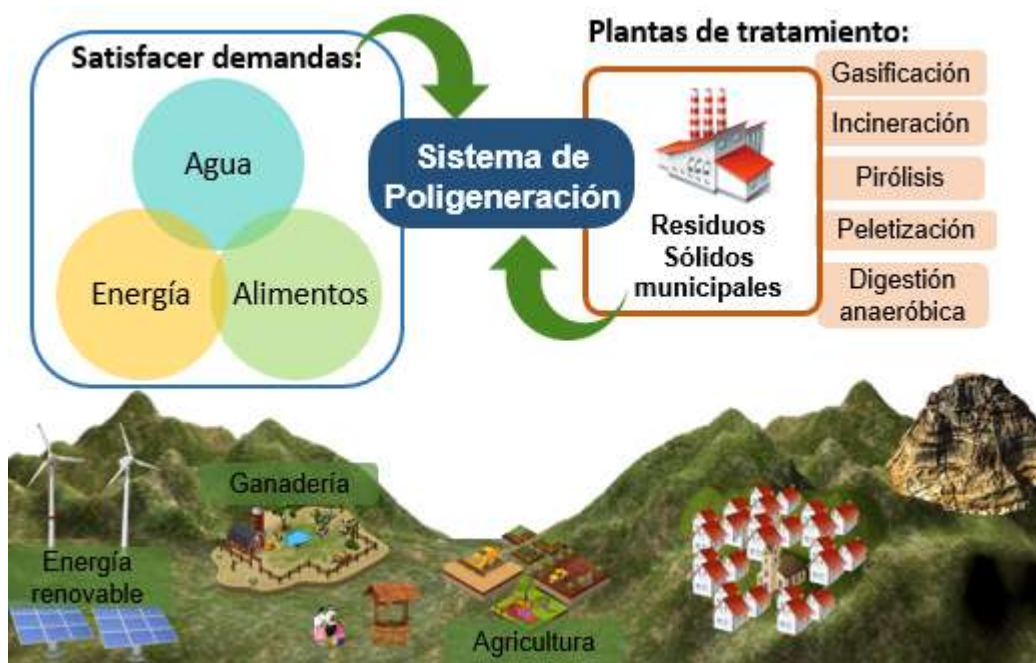 Satisfacer demandas:
Agua
Energía
Alimentos
Sistema de
Poligeneración
Plantas de tratamiento:
Residuos
Sólidos
municipales
Gasificación
Incineración
Pirólisis
Peletización
Digestión
anaeróbica
Ganadería
Energía
renovable
Agricultura